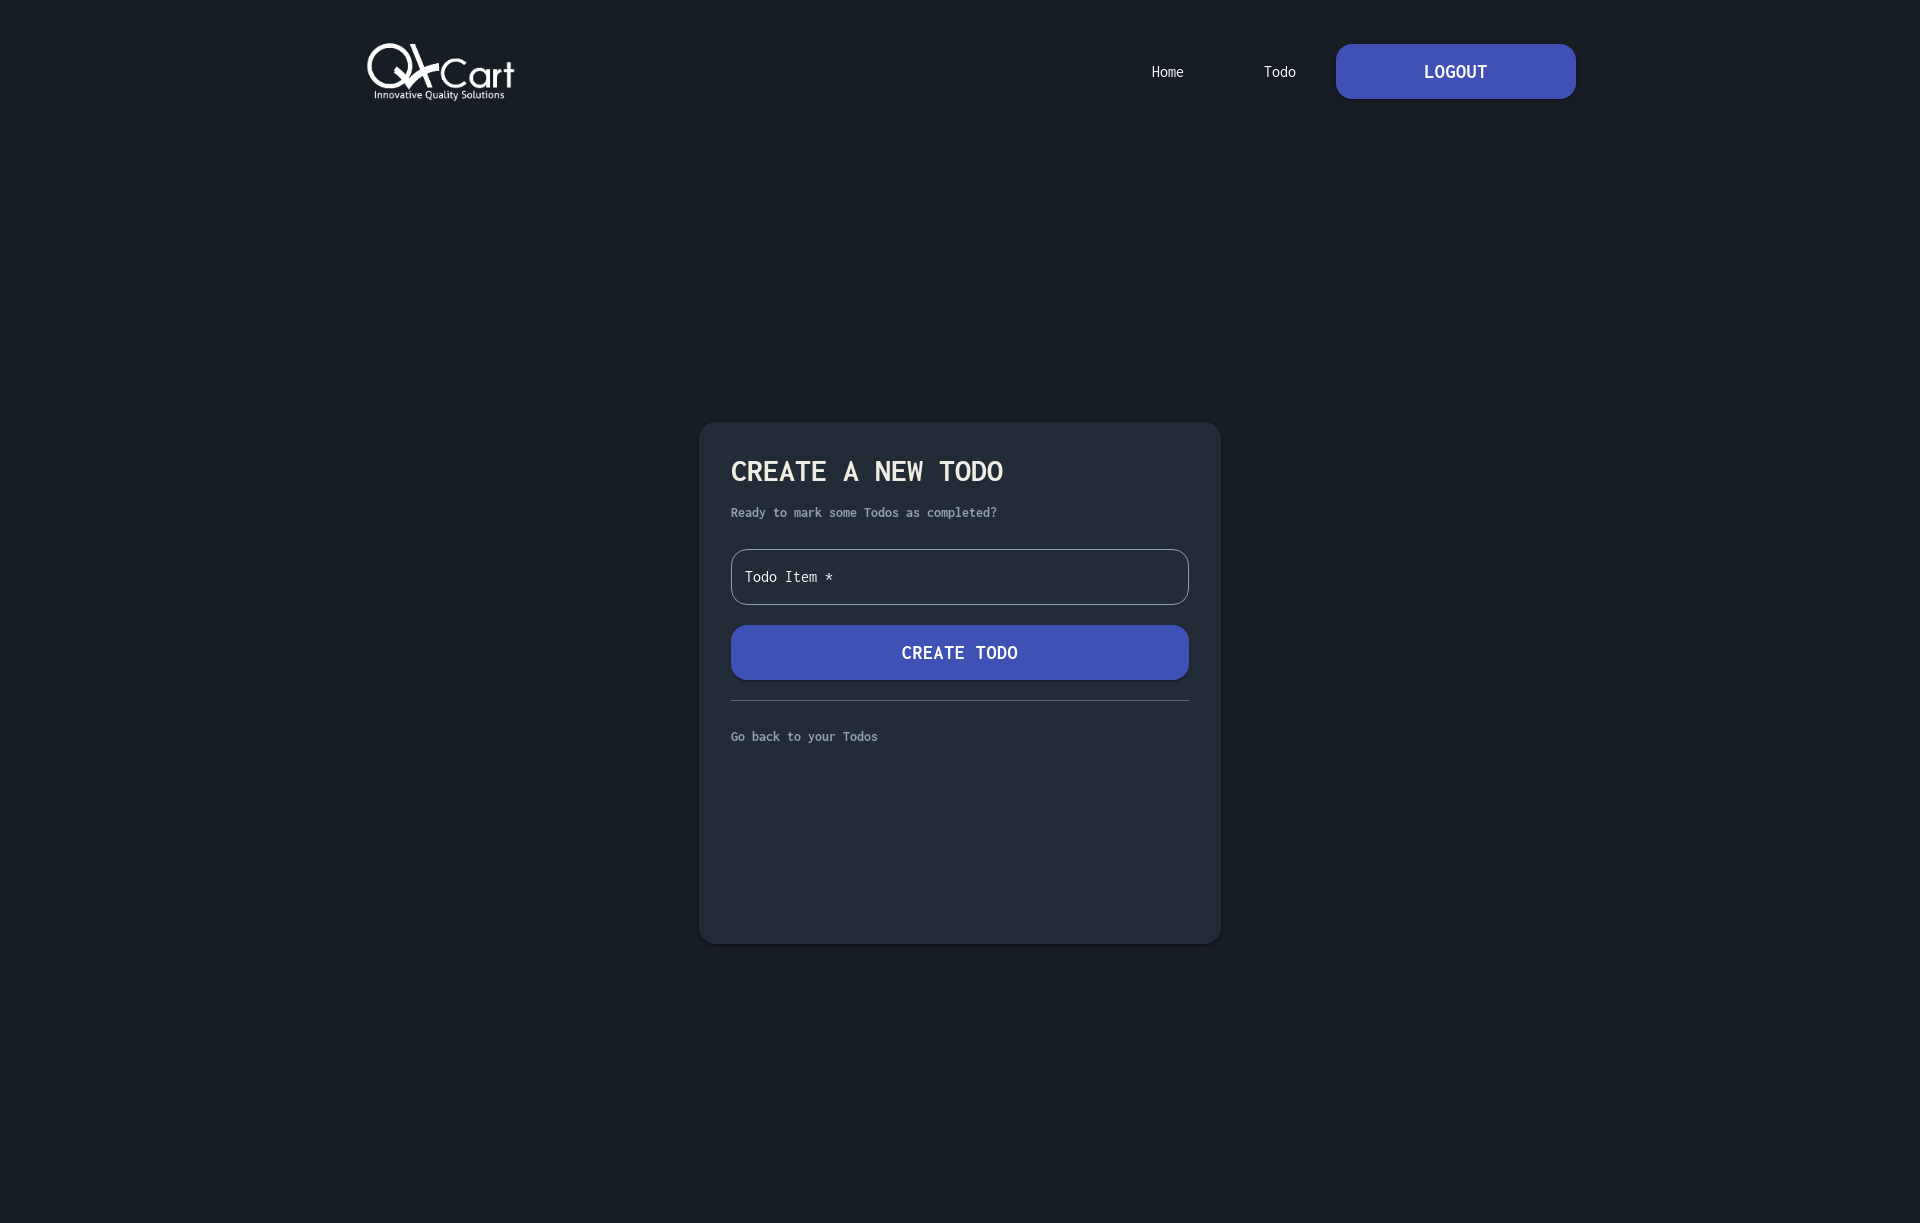 QACart
Innovative Quality Solutions
Home
Todo
LOGOUT
CREATE A NEW TODO
Ready to mark some Todos as completed?
Todo Item *
CREATE TODO
Go back to your Todos